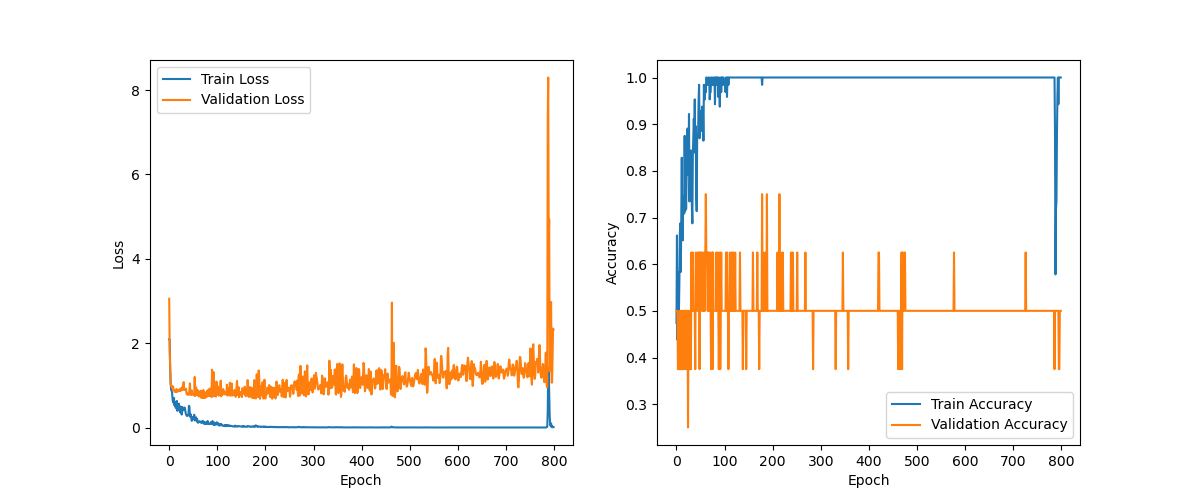 Train Loss
Validation Loss
8
6
4
2
0
Loss
0 100 200 300 400 500 600 700 800
Epoch
1.0
0.9
0.8
0.7
0.6
0.5
0.4
0.3
Accuracy
Train Accuracy
Validation Accuracy
0 100 200 300 400 500 600 700 800
Epoch